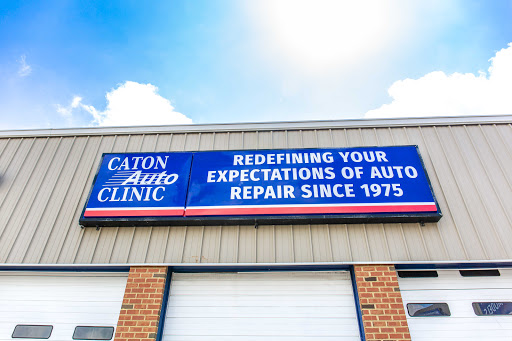 CATON
Auto
CLINIC
REDEFINING YOUR
EXPECTATIONS OF AUTO
REPAIR SINCE 1975